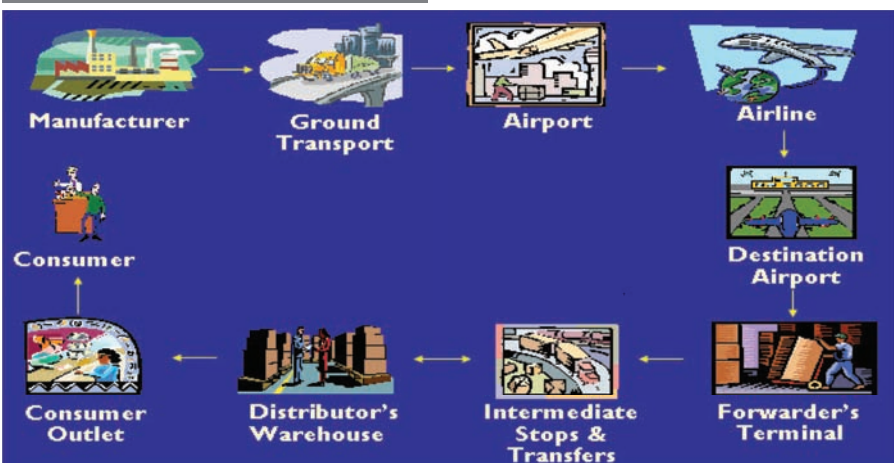 Manufacturer
Ground
Transport
Airport
Airline
Destination
Airport
Forwarder's
Terminal
Intermediate
Stops &
Transfers
Distributor's
Warehouse
Consumer
Outlet
Consumer